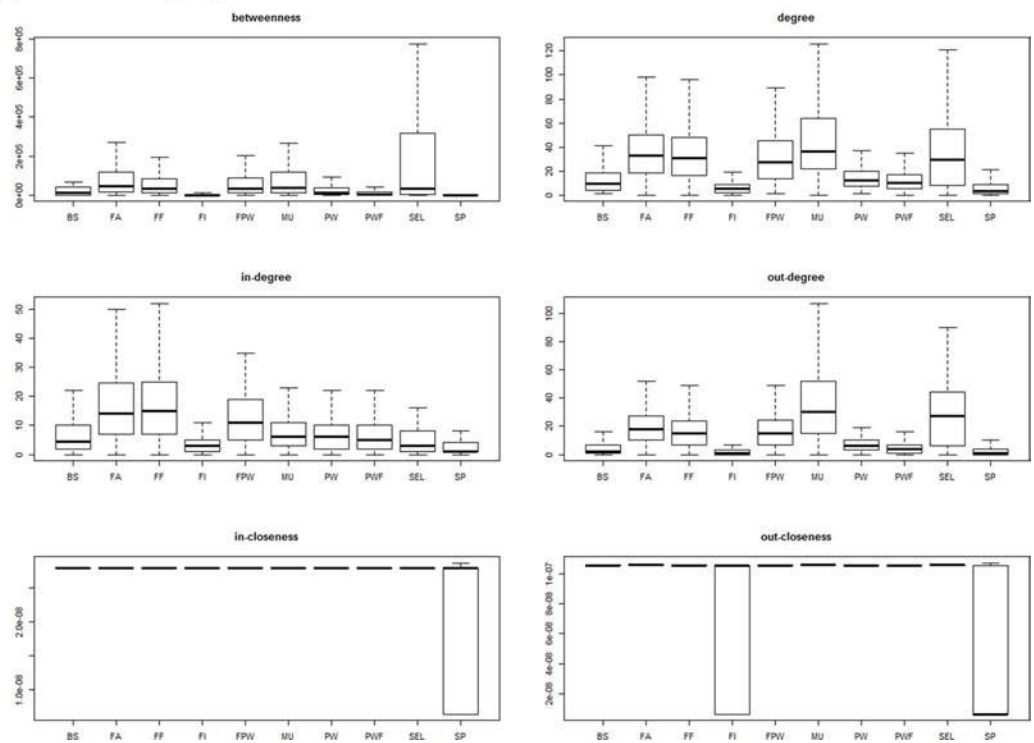 betweenness
8e+05
6e+05
4e+05
2e+05
0e+00
BS FA FF FI FPW MU PW PWF SEL SP
degree
120
100
80
60
40
20
0
BS FA FF FI FPW MU PW PWF SEL SP
in-degree
50
40
30
20
10
0
BS FA FF FI FPW MU PW PWF SEL SP
out-degree
100
80
60
40
20
0
BS FA FF FI FPW MU PW PWF SEL SP
in-closeness
2.0e-08
1.0e-08
BS FA FF FI FPW MU PW PWF SEL SP
out-closeness
1e-07
8e-08
6e-08
4e-08
2e-08
BS FA FF FI FPW MU PW PWF SEL SP